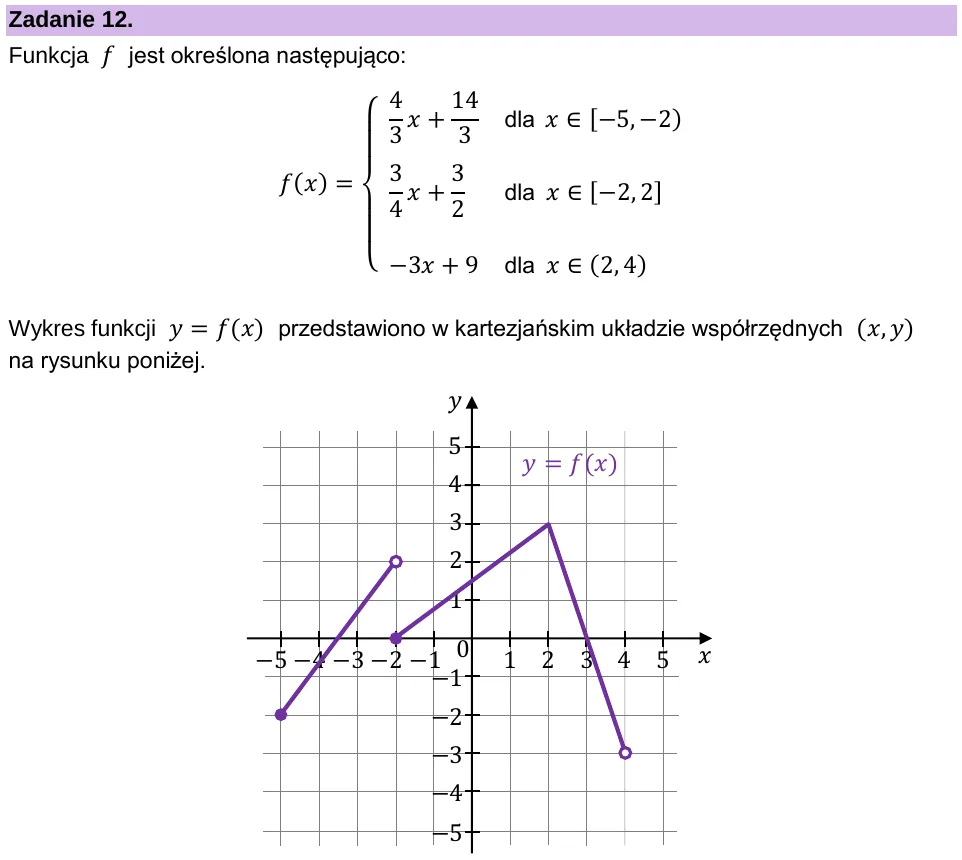 Zadanie 12.
Funkcja f jest określona następująco:
f(x) = { 4/3 x + 14/3 dla x ∈ [−5, −2)
3/4 x + 3/2 dla x ∈ [−2, 2]
−3x + 9 dla x ∈ (2, 4)
Wykres funkcji y = f(x) przedstawiono w kartezjańskim układzie współrzędnych (x, y)
na rysunku poniżej.
y
5
y = f(x)
4
3
2
1
0
−5 −4 −3 −2 −1 1 2 3 4 5 x
−1
−2
−3
−4
−5